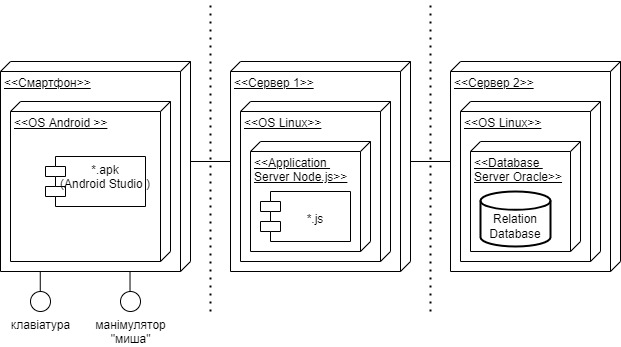 <<Смартфон>>
<<OS Android >>
*.apk
(Android Studio )
клавіатура
манімулятор
"миша"
<<Сервер 1>>
<<OS Linux>>
<<Application
Server Node.js>>
*.js
<<Сервер 2>>
<<OS Linux>>
<<Database
Server Oracle>>
Relation
Database